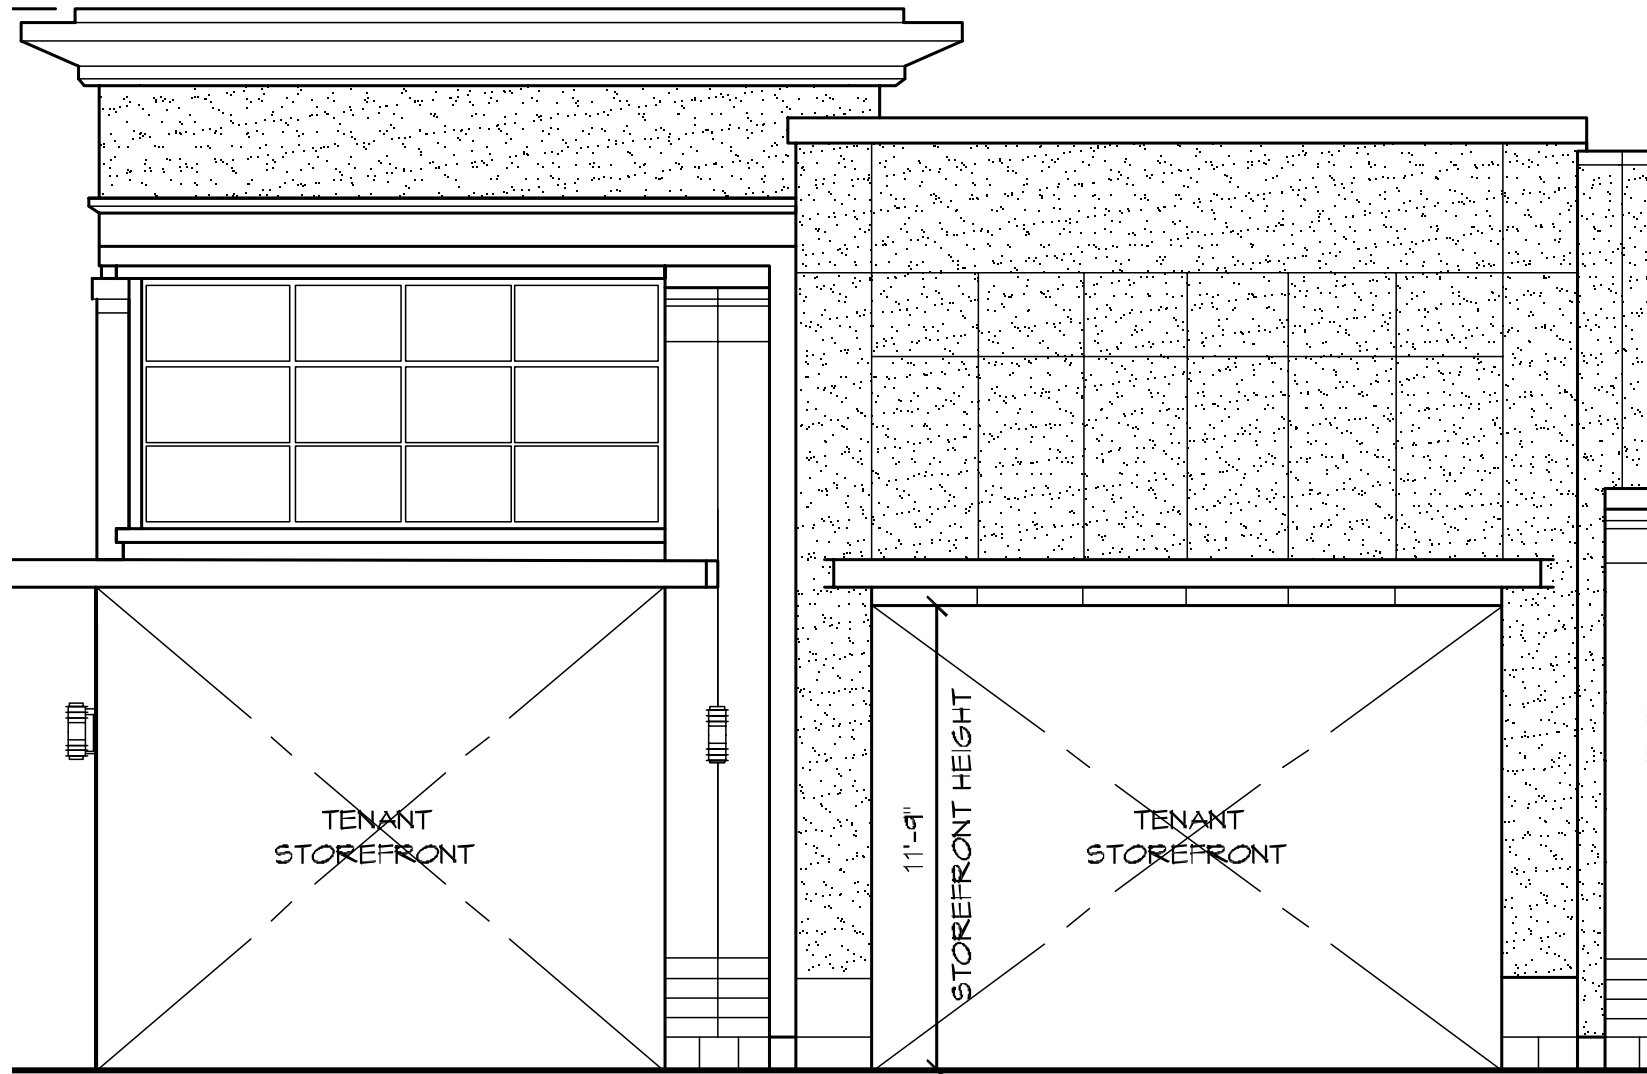 TENANT
STOREFRONT
11'-9"
STOREFRONT HEIGHT
TENANT
STOREFRONT